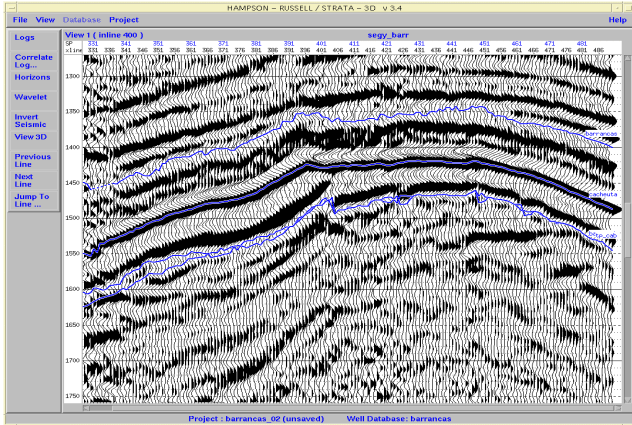 HAMPSON - RUSSELL / STRATA - 3D v 3.4
File View Database Project Help
View 1 ( inline 400 ) segy_barr
SP 331 341 351 361 371 381 391 401 411 421 431 441 451 461 471 481
xline 331 336 341 346 351 356 361 366 371 376 381 386 391 396 401 406 411 416 421 426 431 436 441 446 451 456 461 466 471 476 481 486
Logs
Correlate
Log...
Horizons
Wavelet
Invert
Seismic
View 3D
Previous
Line
Next
Line
Jump To
Line ...
1300
1350
barrancas
1400
1450
cacheuta
1500
1550
1600
1650
1700
1750
Project : barrancas_02 (unsaved) Well Database: barrancas